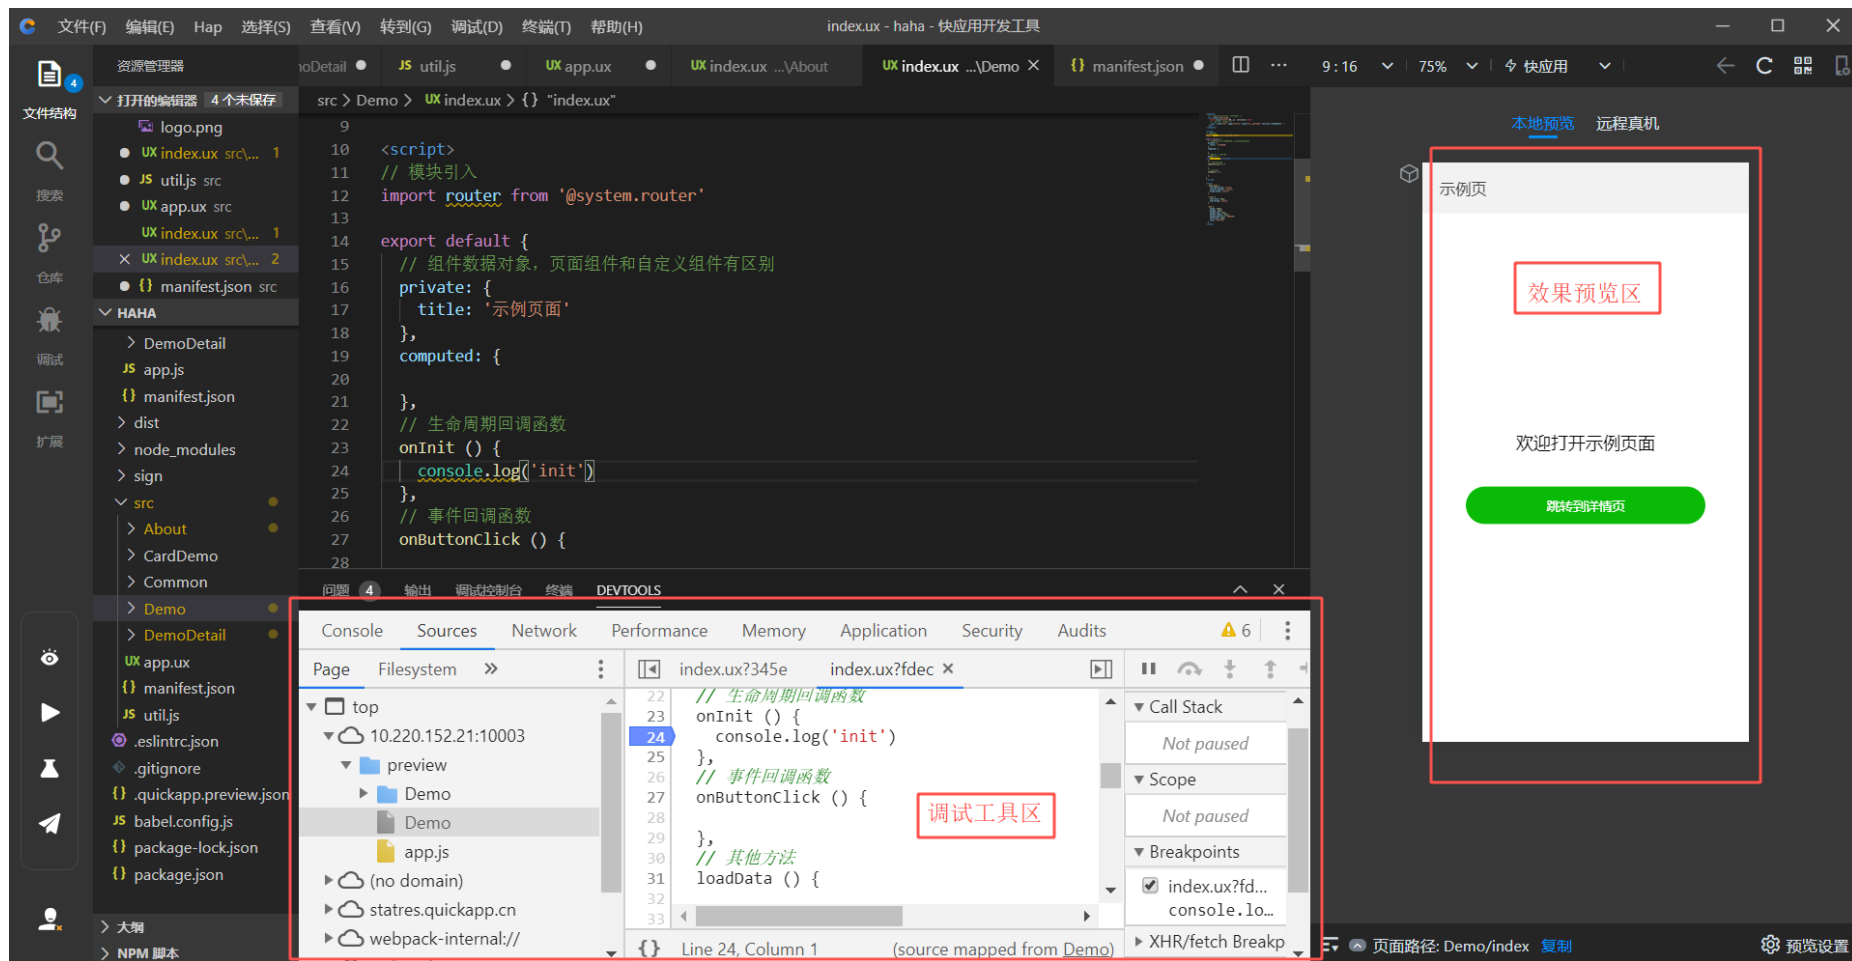 文件(F) 编辑(E) Hap 选择(S) 查看(V) 转到(G) 调试(D) 终端(T) 帮助(H) index.ux - haha - 快应用开发工具
文件结构
4
搜索
仓库
调试
扩展
资源管理器
打开的编辑器 4 个未保存
logo.png
UX index.ux src\... 1
JS util.js src
UX app.ux src
UX index.ux src\... 1
UX index.ux src\... 2
{} manifest.json src
HAHA
DemoDetail
JS app.js
{} manifest.json
dist
node_modules
sign
src
About
CardDemo
Common
Demo
DemoDetail
UX app.ux
{} manifest.json
JS util.js
.eslintrc.json
.gitignore
{} .quickapp.preview.json
JS babel.config.js
{} package-lock.json
{} package.json
大纲
NPM 脚本
oDetail JS util.js UX app.ux UX index.ux ...\About UX index.ux ...\Demo {} manifest.json
src > Demo > UX index.ux > {} "index.ux"
9
10 <script>
11 // 模块引入
12 import router from '@system.router'
13
14 export default {
15 // 组件数据对象，页面组件和自定义组件有区别
16 private: {
17 title: '示例页面'
18 },
19 computed: {
20
21 },
22 // 生命周期回调函数
23 onInit () {
24 console.log('init')
25 },
26 // 事件回调函数
27 onButtonClick () {
28
问题 4 输出 调试控制台 终端 DEVTOOLS
Console Sources Network Performance Memory Application Security Audits 6
Page Filesystem »
top
10.220.152.21:10003
preview
Demo
Demo
app.js
(no domain)
statres.quickapp.cn
webpack-internal://
index.ux?345e index.ux?fdec
22 // 生命周期回调函数
23 onInit () {
24 console.log('init')
25 },
26 // 事件回调函数
27 onButtonClick () {
28
29 },
30 // 其他方法
31 loadData () {
32
33
调试工具区
{} Line 24, Column 1 (source mapped from Demo)
Call Stack
Not paused
Scope
Not paused
Breakpoints
index.ux?fd...
console.lo...
XHR/fetch Breakp
9 : 16 75% 快应用
本地预览 远程真机
示例页
效果预览区
欢迎打开示例页面
跳转到详情页
页面路径: Demo/index 复制 预览设置